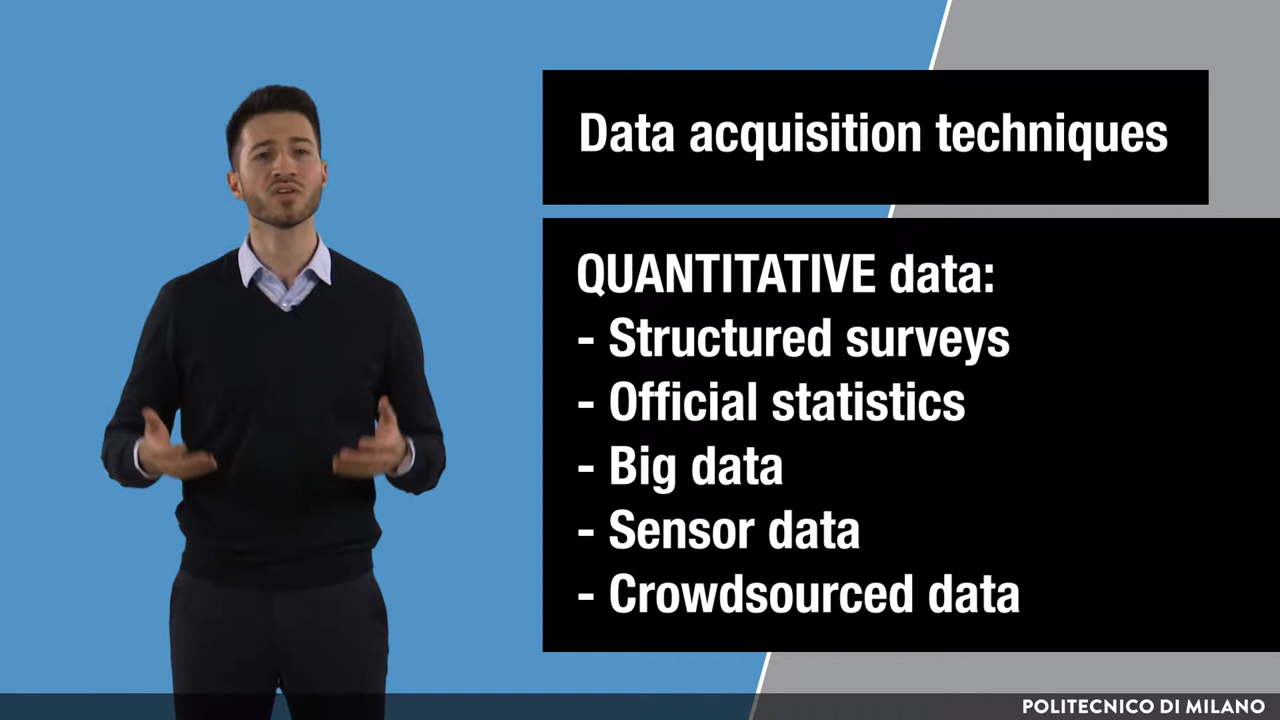 Data acquisition techniques
QUANTITATIVE data:
- Structured surveys
- Official statistics
- Big data
- Sensor data
- Crowdsourced data
POLITECNICO DI MILANO